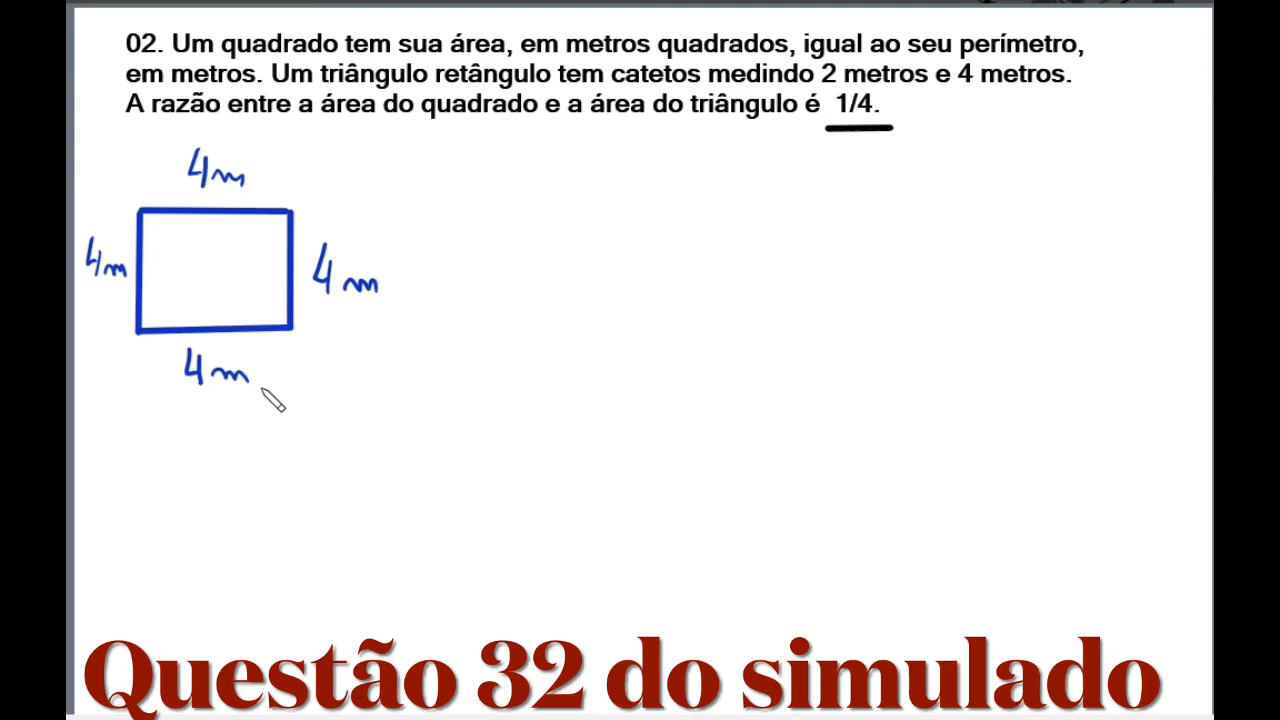 02. Um quadrado tem sua área, em metros quadrados, igual ao seu perímetro,
em metros. Um triângulo retângulo tem catetos medindo 2 metros e 4 metros.
A razão entre a área do quadrado e a área do triângulo é 1/4.
4m
4m
4m
4m
Questão 32 do simulado